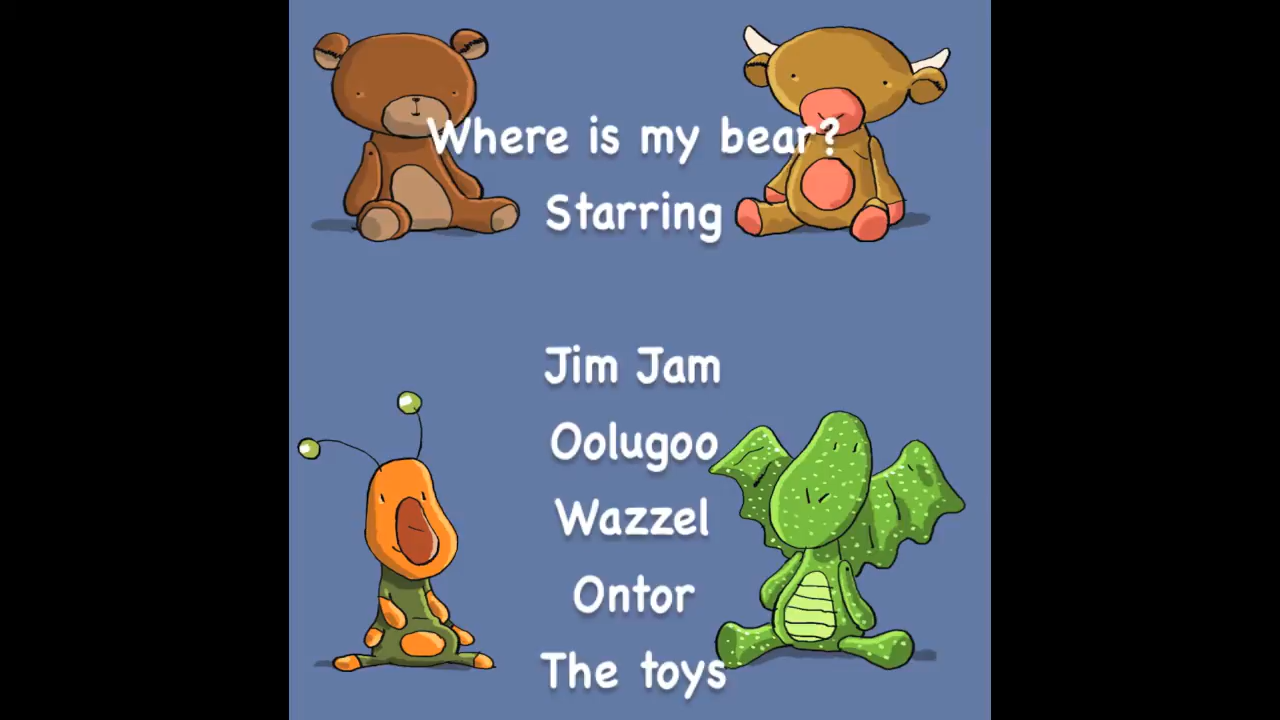 Where is my bear?
Starring
Jim Jam
Oolugoo
Wazzel
Ontor
The toys